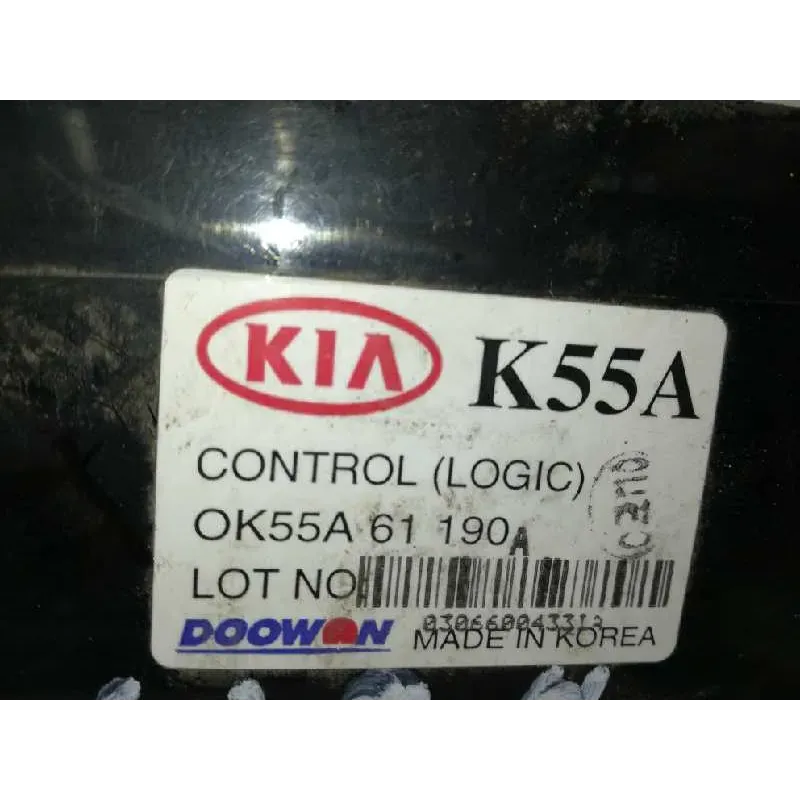 KIA K55A
CONTROL (LOGIC)
OK55A 61 190A
LOT NO
DOOWON MADE IN KOREA